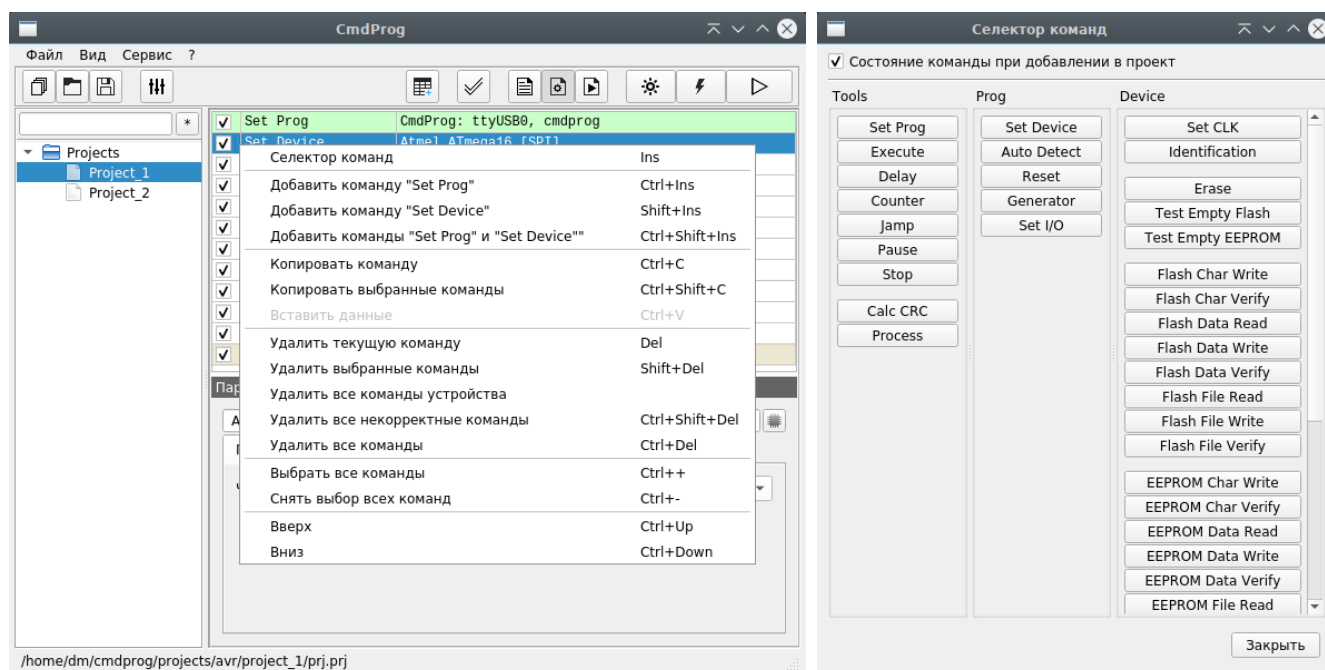 CmdProg
Файл Вид Сервис ?
*
Projects
Project_1
Project_2
Set Prog CmdProg: ttyUSB0, cmdprog
Set Device Atmel ATmega16 [SPI]
Селектор команд Ins
Добавить команду "Set Prog" Ctrl+Ins
Добавить команду "Set Device" Shift+Ins
Добавить команды "Set Prog" и "Set Device"" Ctrl+Shift+Ins
Копировать команду Ctrl+C
Копировать выбранные команды Ctrl+Shift+C
Вставить данные Ctrl+V
Удалить текущую команду Del
Удалить выбранные команды Shift+Del
Удалить все команды устройства
Удалить все некорректные команды Ctrl+Shift+Del
Удалить все команды Ctrl+Del
Выбрать все команды Ctrl++
Снять выбор всех команд Ctrl+-
Вверх Ctrl+Up
Вниз Ctrl+Down
/home/dm/cmdprog/projects/avr/project_1/prj.prj
Селектор команд
Состояние команды при добавлении в проект
Tools
Set Prog
Execute
Delay
Counter
Jamp
Pause
Stop
Calc CRC
Process
Prog
Set Device
Auto Detect
Reset
Generator
Set I/O
Device
Set CLK
Identification
Erase
Test Empty Flash
Test Empty EEPROM
Flash Char Write
Flash Char Verify
Flash Data Read
Flash Data Write
Flash Data Verify
Flash File Read
Flash File Write
Flash File Verify
EEPROM Char Write
EEPROM Char Verify
EEPROM Data Read
EEPROM Data Write
EEPROM Data Verify
EEPROM File Read
Закрыть